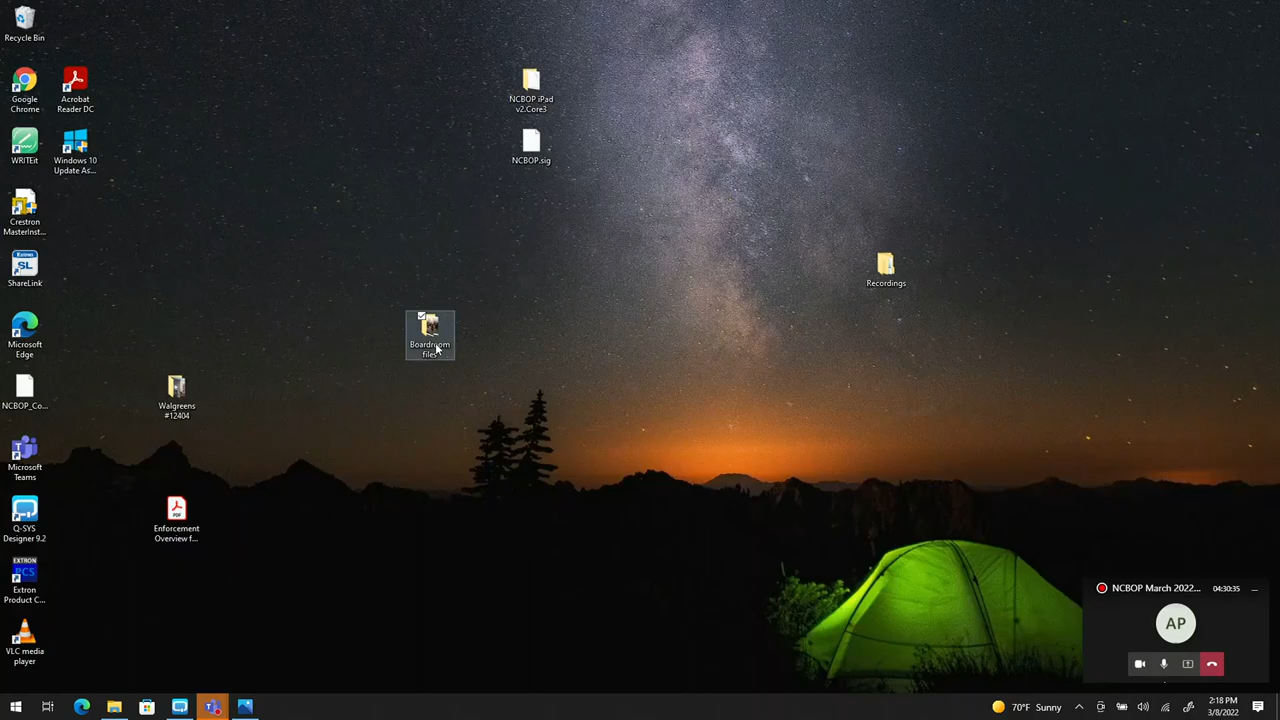 Recycle Bin
Google
Chrome
Acrobat
Reader DC
WRITEit
Windows 10
Update As...
Crestron
MasterInst...
ShareLink
Microsoft
Edge
NCBOP_Co...
Microsoft
Teams
Q-SYS
Designer 9.2
EXTRON
PCS
Extron
Product C...
VLC media
player
Walgreens
#12404
PDF
Enforcement
Overview f...
Boardroom
files
NCBOP iPad
v2.Core3
NCBOP.sig
Recordings
NCBOP March 2022...
04:30:35
AP
70°F Sunny
2:18 PM
3/8/2022